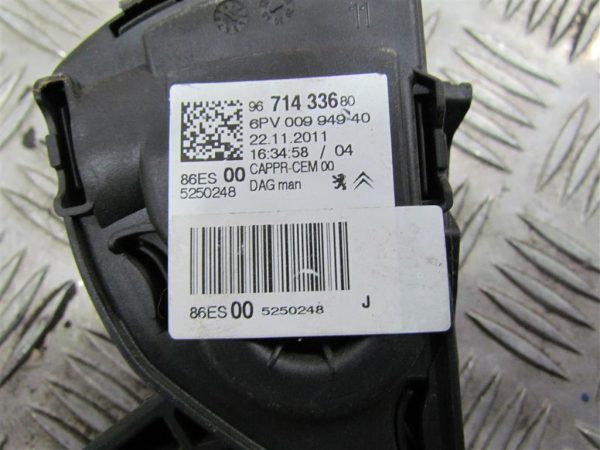 11
96 714 336 80
6PV 009 949-40
22.11.2011
16:34:58 / 04
86ES 00 CAPPR-CEM 00
5250248 DAG man
86ES 00 5250248 J